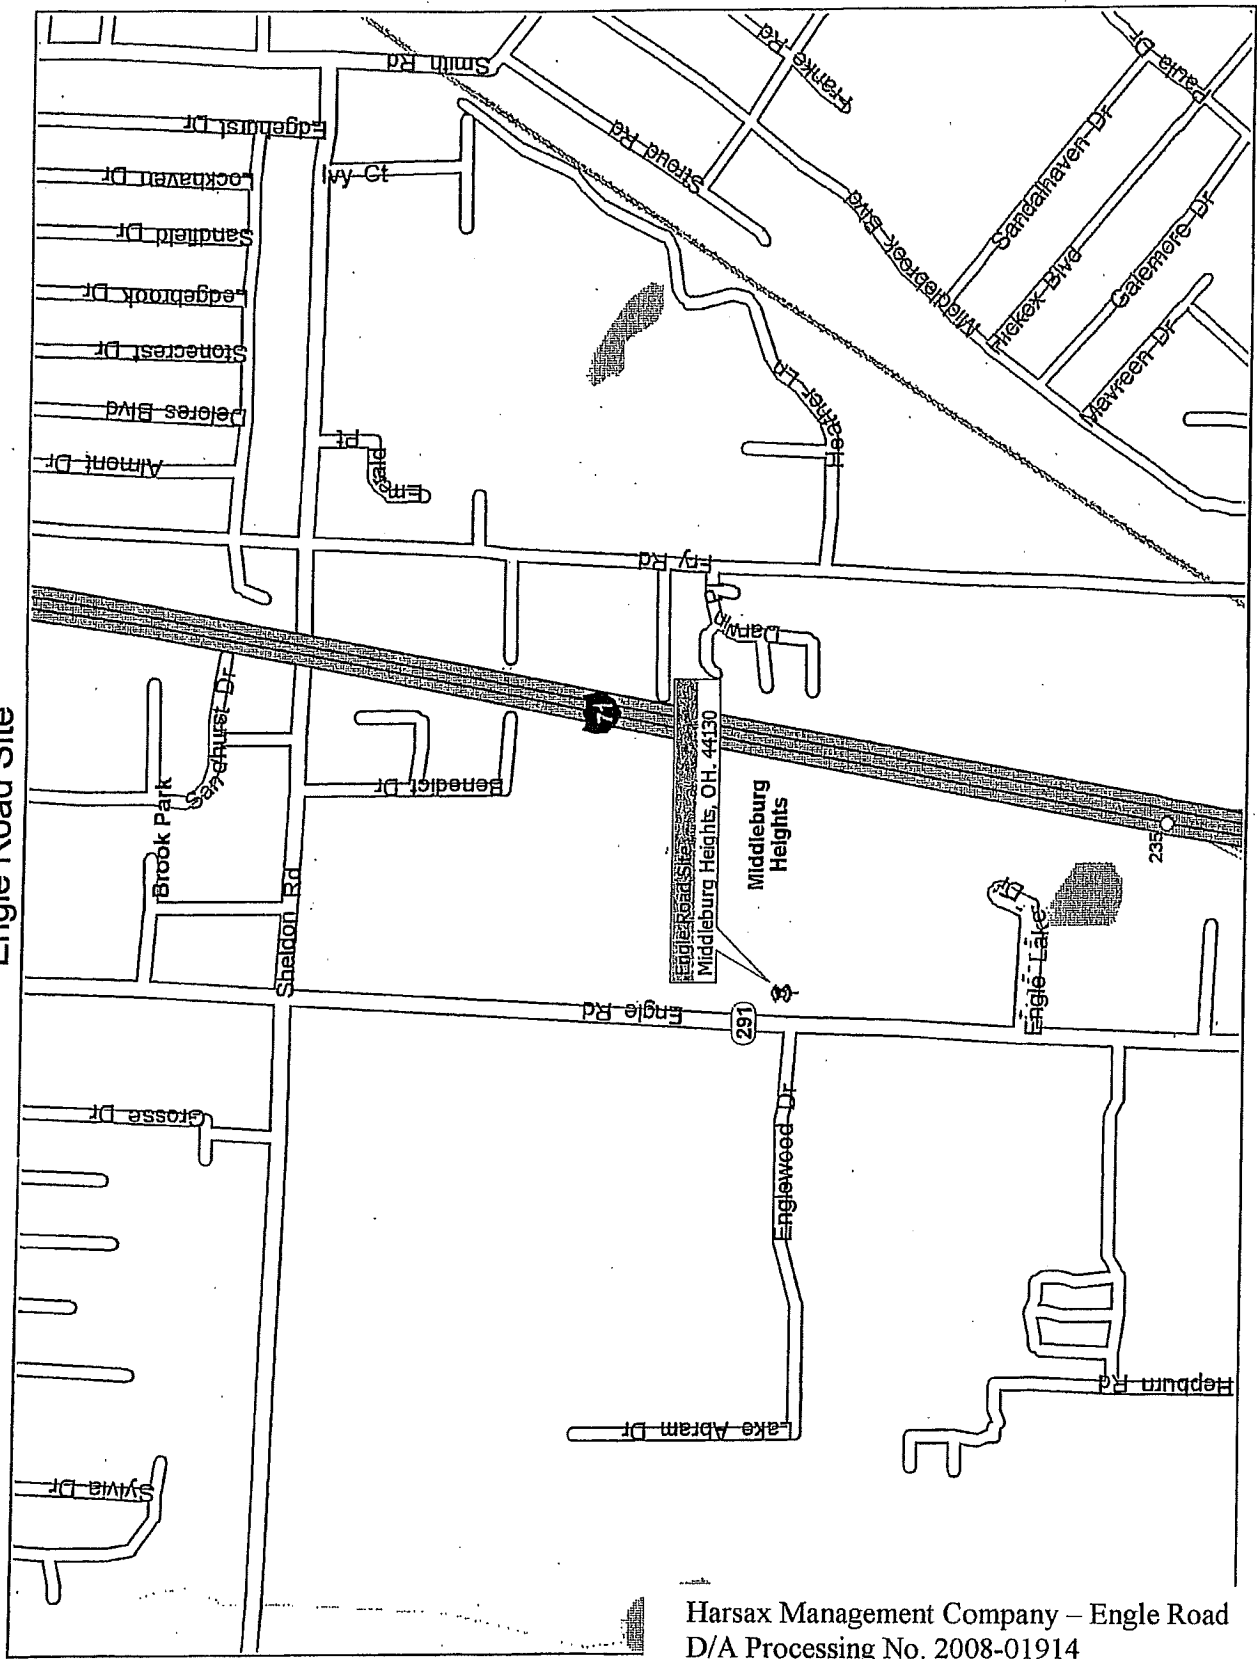 Engle Road Site
Smith Rd
Franke Rd
Paula Dr
Edgehurst Dr
Stroud Rd
Sandalhaven Dr
Lockhaven Dr
Ivy Ct
Sandfield Dr
Middlebrook Blvd
Hickox Blvd
Galemore Dr
Ledgebrook Dr
Stonecrest Dr
Mavreen Dr
Delores Blvd
Heather Ln
Almont Dr
Emerald Pt
Fry Rd
Darwin
71
Sandhurst Dr
Brook Park
Benedict Dr
Engle Road Site
Middleburg Heights, OH, 44130
Middleburg
Heights
235
Sheldon Rd
Engle Lake Dr
Engle Rd
291
Englewood Dr
Grosse Dr
Hepburn Rd
Lake Abram Dr
Sylvia Dr
Harsax Management Company – Engle Road
D/A Processing No. 2008-01914